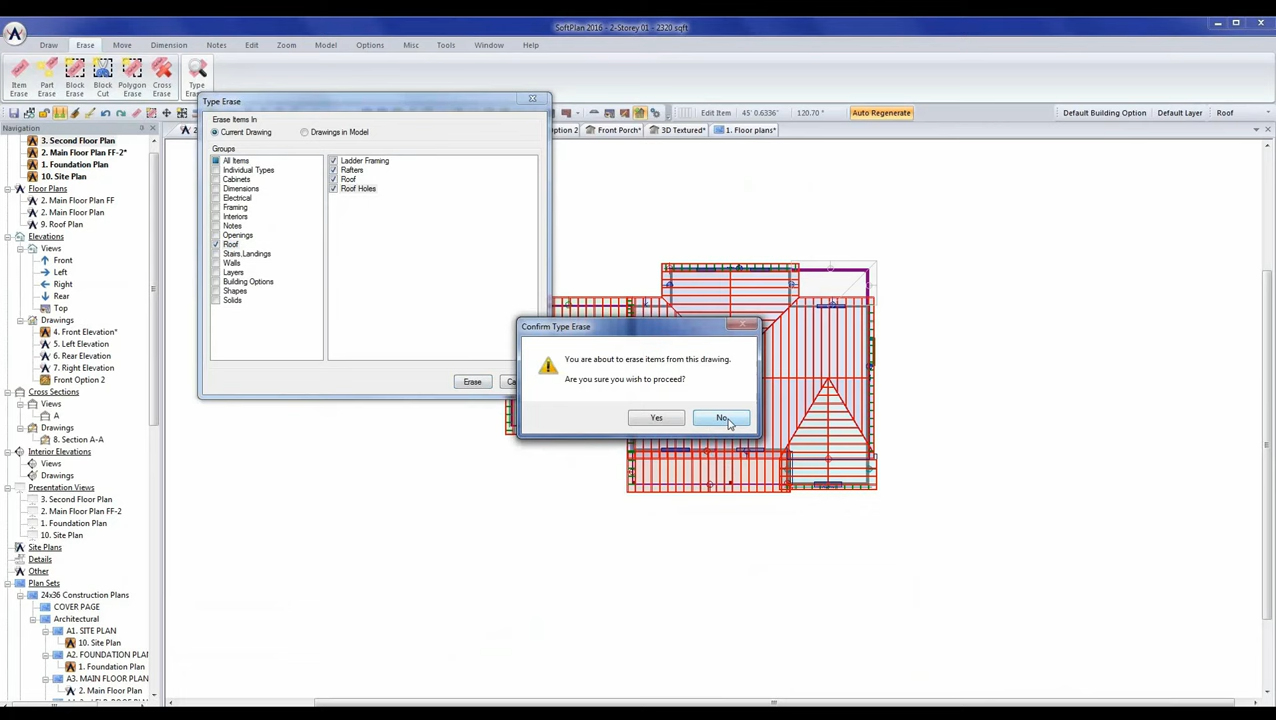 SoftPlan 2016 - 2-Storey 01 - 2320 sqft
Draw Erase Move Dimension Notes Edit Zoom Model Options Misc Tools Window Help
Item Erase
Part Erase
Block Erase
Block Cut
Polygon Erase
Cross Erase
Type Erase
Edit Item 45' 0.6336" 120.70 ° Auto Regenerate Default Building Option Default Layer Roof
Navigation
ption 2 Front Porch* 3D Textured* 1. Floor plans*
3. Second Floor Plan
2. Main Floor FF-2*
1. Foundation Plan
10. Site Plan
Floor Plans
2. Main Floor Plan FF
2. Main Floor Plan
9. Roof Plan
Elevations
Views
Front
Left
Right
Rear
Top
Drawings
4. Front Elevation*
5. Left Elevation
6. Rear Elevation
7. Right Elevation
Front Option 2
Cross Sections
Views
A
Drawings
8. Section A-A
Interior Elevations
Views
Drawings
Presentation Views
3. Second Floor Plan
2. Main Floor Plan FF-2
1. Foundation Plan
10. Site Plan
Site Plans
Details
Other
Plan Sets
24x36 Construction Plans
COVER PAGE
Architectural
A1. SITE PLAN
10. Site Plan
A2. FOUNDATION PLAN
1. Foundation Plan
A3. MAIN FLOOR PLAN
2. Main Floor Plan
Type Erase
Erase Items In
Current Drawing Drawings in Model
Groups
All Items
Individual Types
Cabinets
Dimensions
Electrical
Framing
Interiors
Notes
Openings
Roof
Stairs,Landings
Walls
Layers
Building Options
Shapes
Solids
Ladder Framing
Rafters
Roof
Roof Holes
Erase Ca
Confirm Type Erase
You are about to erase items from this drawing.
Are you sure you wish to proceed?
Yes No